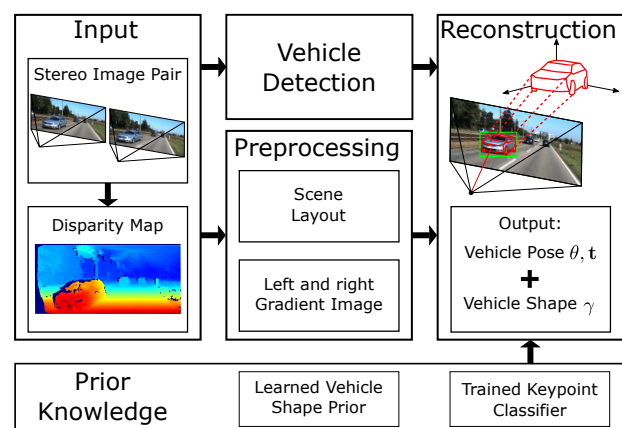 Input
Stereo Image Pair
Disparity Map
Vehicle
Detection
Preprocessing
Scene
Layout
Left and right
Gradient Image
Reconstruction
Output:
Vehicle Pose θ, t
+
Vehicle Shape γ
Prior
Knowledge
Learned Vehicle
Shape Prior
Trained Keypoint
Classifier